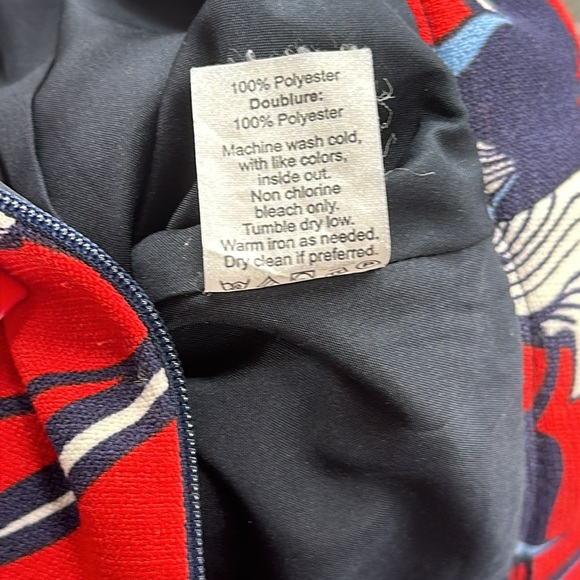 100% Polyester
Doublure:
100% Polyester
Machine wash cold,
with like colors,
inside out.
Non chlorine
bleach only.
Tumble dry low.
Warm iron as needed.
Dry clean if preferred.